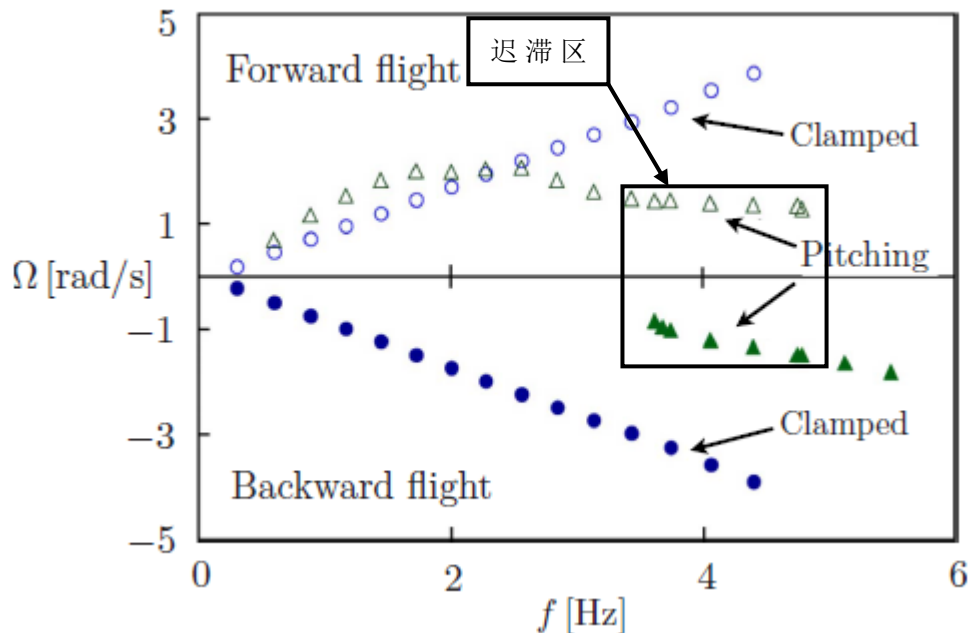 5
迟滞区
Forward flight
3
Clamped
1
Ω [rad/s]
Pitching
−1
Clamped
−3
Backward flight
−5
0 2 4 6
f [Hz]